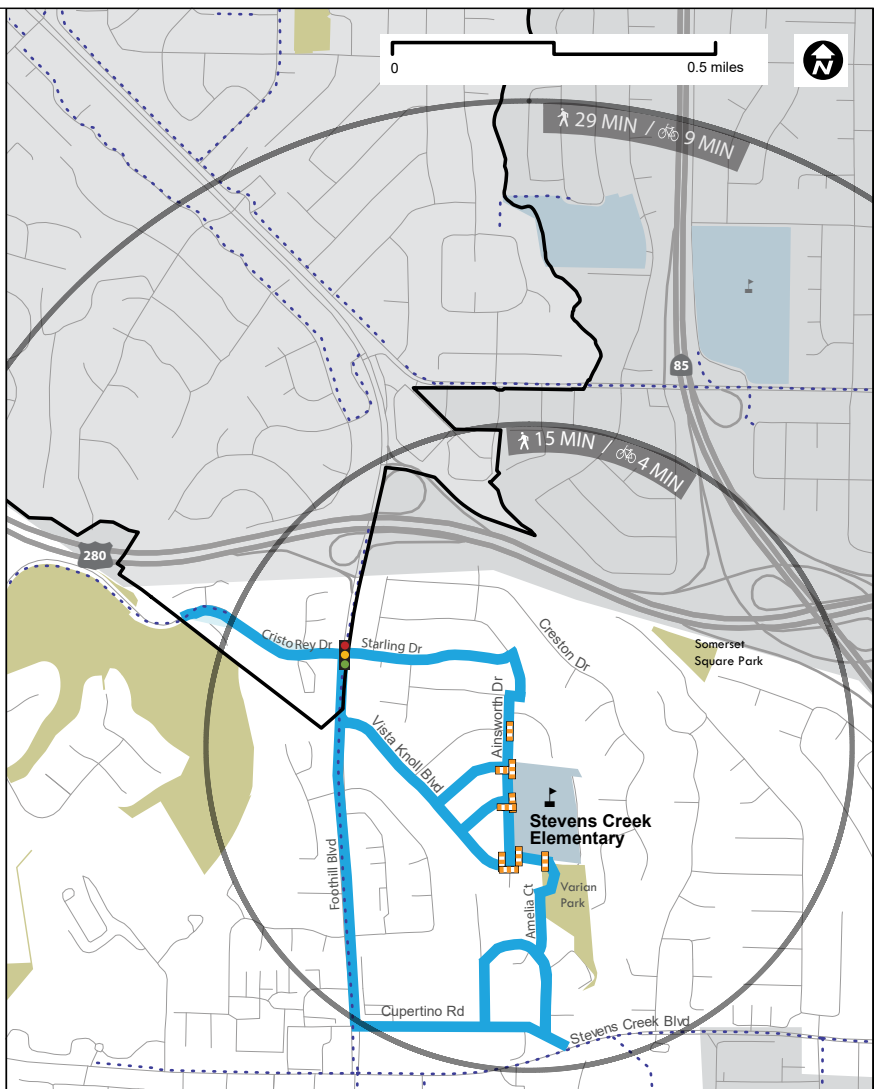 0
0.5 miles
N
29 MIN / 9 MIN
85
15 MIN / 4 MIN
280
Cristo Rey Dr
Starling Dr
Creston Dr
Somerset
Square Park
Ainsworth Dr
Vista Knoll Blvd
Stevens Creek
Elementary
Foothill Blvd
Varian
Park
Amelia Ct
Cupertino Rd
Stevens Creek Blvd